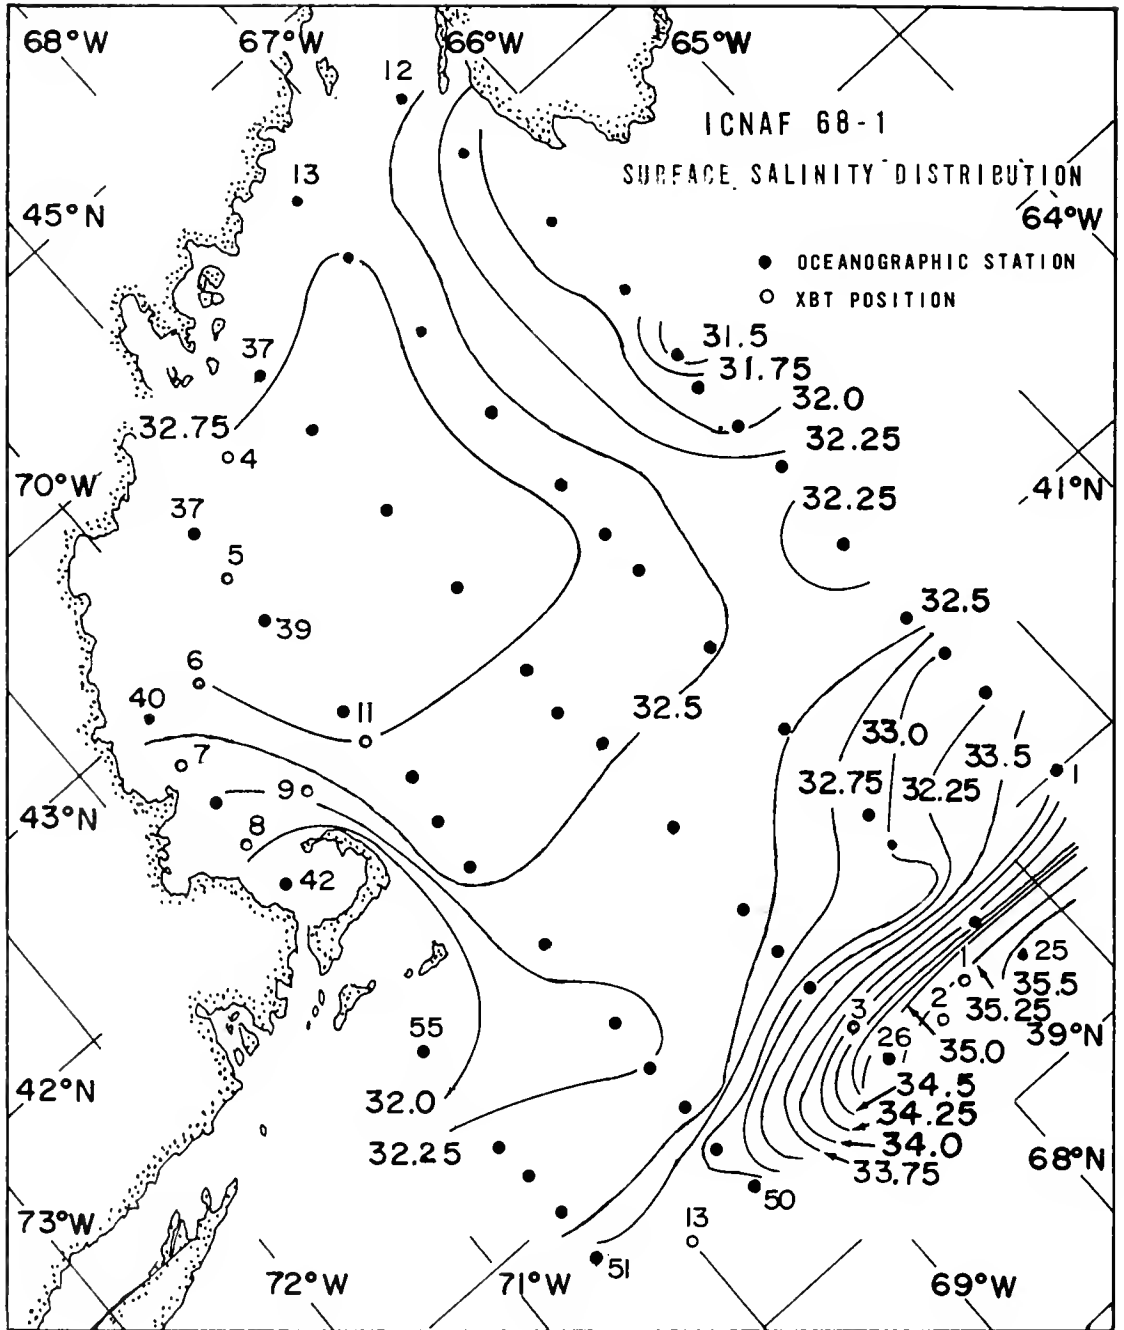 68°W
67°W
66°W
65°W
12
ICNAF 68-1
SURFACE SALINITY DISTRIBUTION
13
45°N
64°W
● OCEANOGRAPHIC STATION
○ XBT POSITION
31.5
37
31.75
32.0
32.75
32.25
4
70°W
41°N
32.25
37
5
32.5
39
6
40
11
32.5
33.0
33.5
7
1
32.75
32.25
9
43°N
8
42
25
1
35.5
2
35.25
3
39°N
55
26
35.0
34.5
42°N
32.0
34.25
34.0
32.25
68°N
33.75
50
13
73°W
51
72°W
71°W
69°W